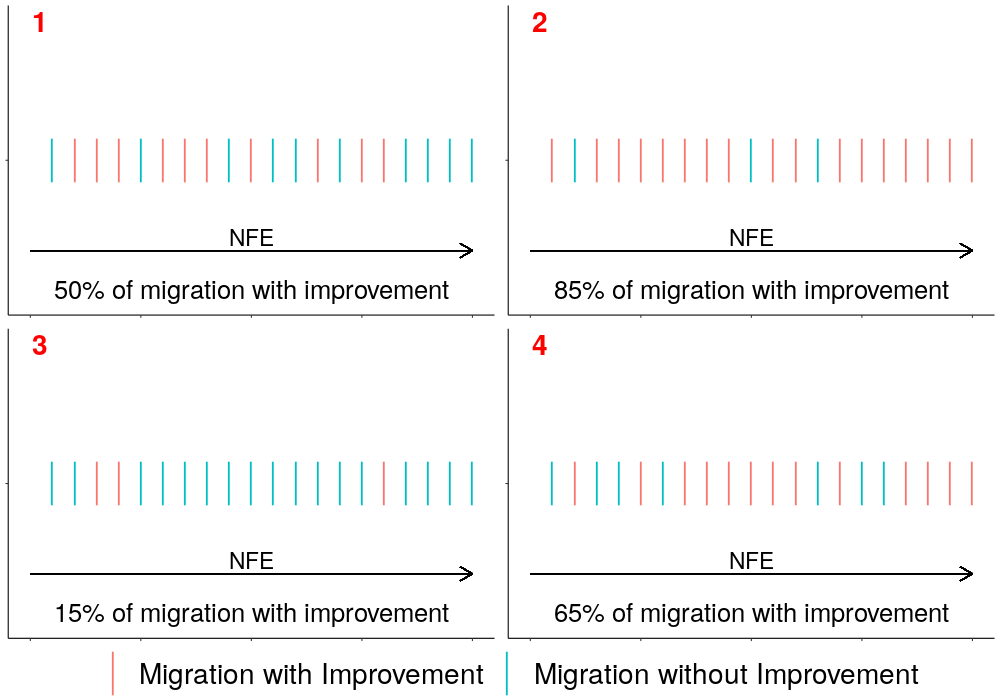 1
NFE
50% of migration with improvement
2
NFE
85% of migration with improvement
3
NFE
15% of migration with improvement
4
NFE
65% of migration with improvement
Migration with Improvement
Migration without Improvement